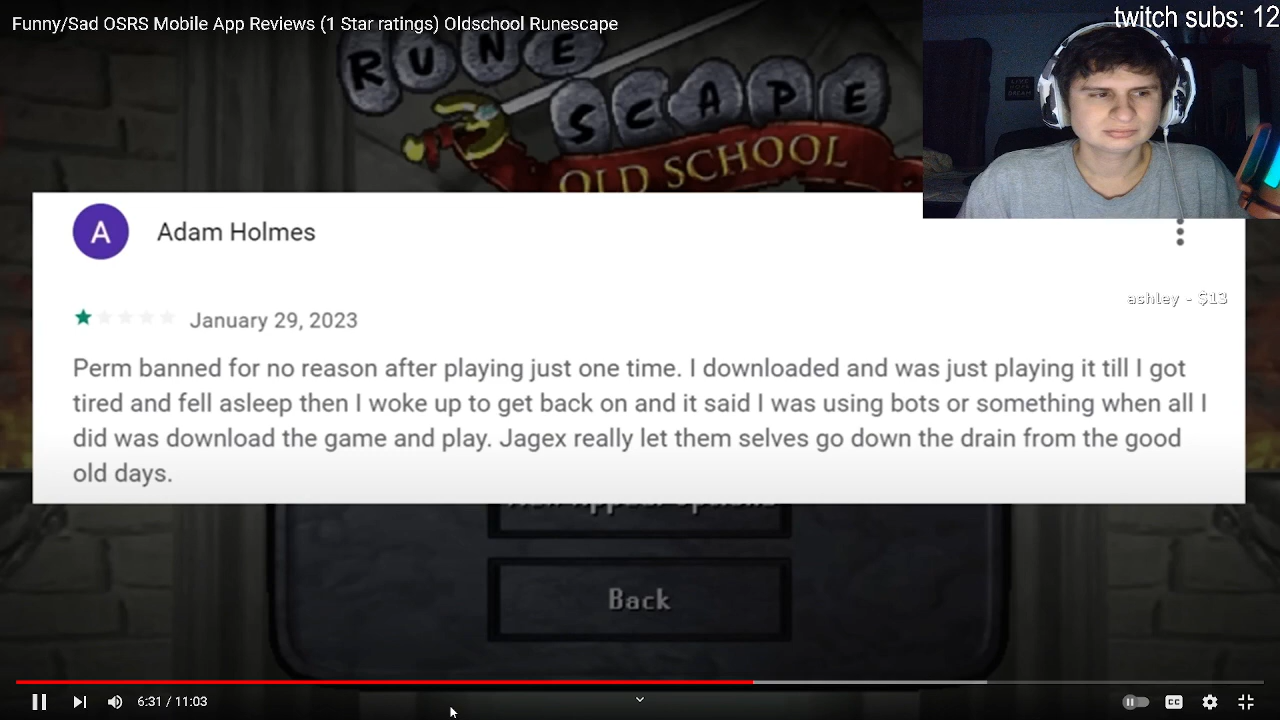 Funny/Sad OSRS Mobile App Reviews (1 Star ratings) Oldschool Runescape
twitch subs: 12
RUNE
SCAPE
OLD SCHOOL
A
Adam Holmes
ashley - $13
January 29, 2023
Perm banned for no reason after playing just one time. I downloaded and was just playing it till I got
tired and fell asleep then I woke up to get back on and it said I was using bots or something when all I
did was download the game and play. Jagex really let them selves go down the drain from the good
old days.
Back
6:31 / 11:03
CC